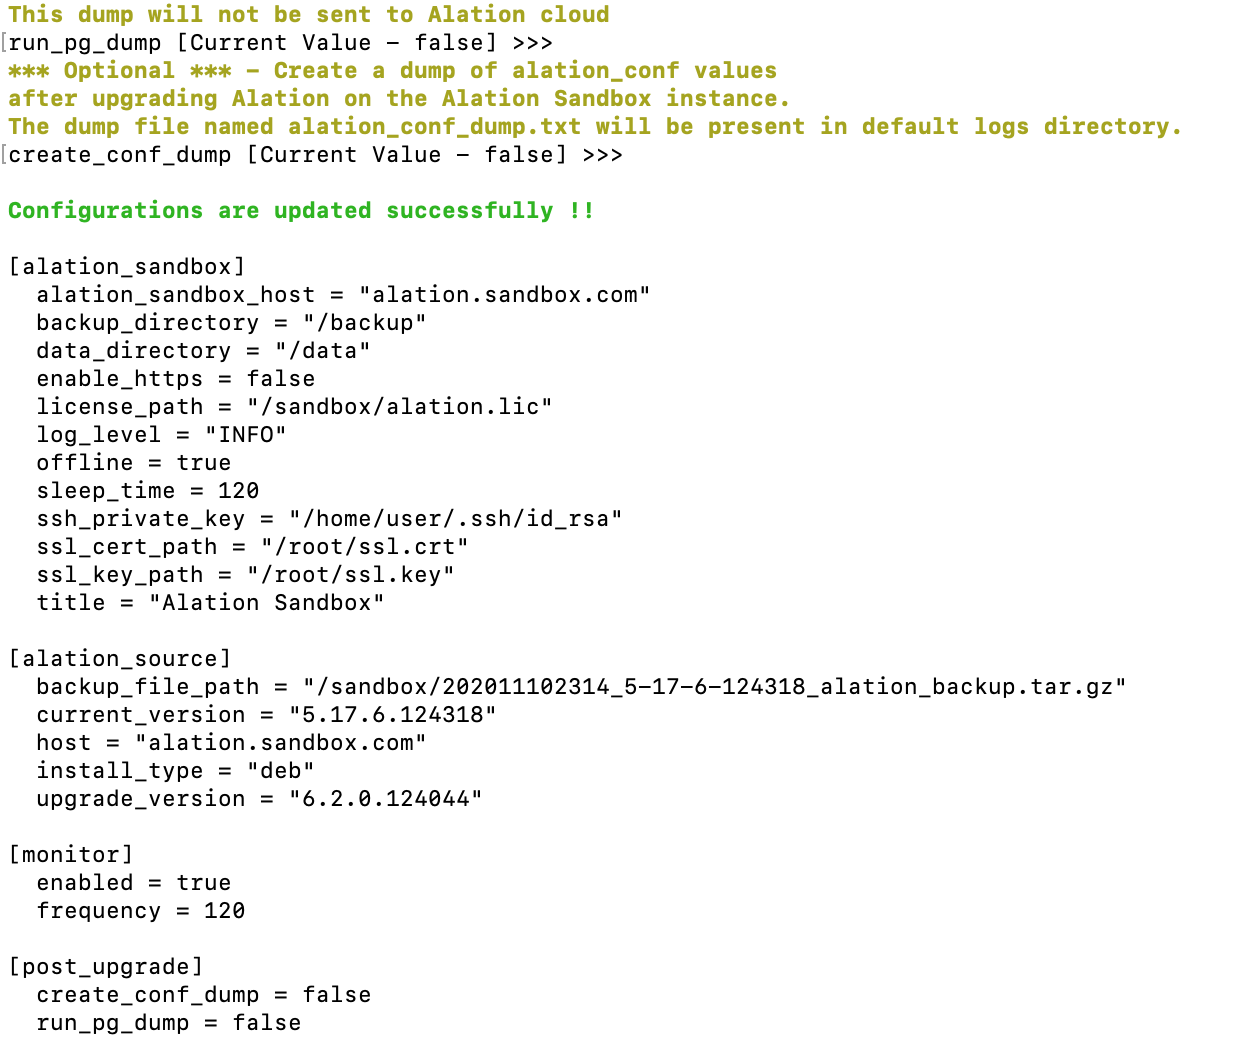 This dump will not be sent to Alation cloud
[run_pg_dump [Current Value - false] >>>
*** Optional *** - Create a dump of alation_conf values
after upgrading Alation on the Alation Sandbox instance.
The dump file named alation_conf_dump.txt will be present in default logs directory.
[create_conf_dump [Current Value - false] >>>
Configurations are updated successfully !!
[alation_sandbox]
alation_sandbox_host = "alation.sandbox.com"
backup_directory = "/backup"
data_directory = "/data"
enable_https = false
license_path = "/sandbox/alation.lic"
log_level = "INFO"
offline = true
sleep_time = 120
ssh_private_key = "/home/user/.ssh/id_rsa"
ssl_cert_path = "/root/ssl.crt"
ssl_key_path = "/root/ssl.key"
title = "Alation Sandbox"
[alation_source]
backup_file_path = "/sandbox/202011102314_5-17-6-124318_alation_backup.tar.gz"
current_version = "5.17.6.124318"
host = "alation.sandbox.com"
install_type = "deb"
upgrade_version = "6.2.0.124044"
[monitor]
enabled = true
frequency = 120
[post_upgrade]
create_conf_dump = false
run_pg_dump = false